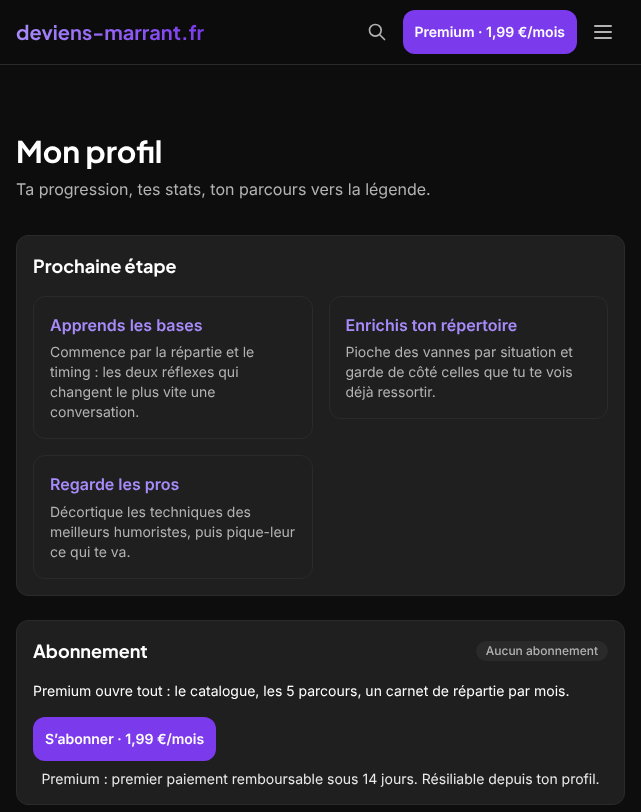 deviens-marrant.fr
Premium · 1,99 €/mois
Mon profil
Ta progression, tes stats, ton parcours vers la légende.
Prochaine étape
Apprends les bases
Commence par la répartie et le
timing : les deux réflexes qui
changent le plus vite une
conversation.
Enrichis ton répertoire
Pioche des vannes par situation et
garde de côté celles que tu te vois
déjà ressortir.
Regarde les pros
Décortique les techniques des
meilleurs humoristes, puis pique-leur
ce qui te va.
Abonnement
Aucun abonnement
Premium ouvre tout : le catalogue, les 5 parcours, un carnet de répartie par mois.
S’abonner · 1,99 €/mois
Premium : premier paiement remboursable sous 14 jours. Résiliable depuis ton profil.